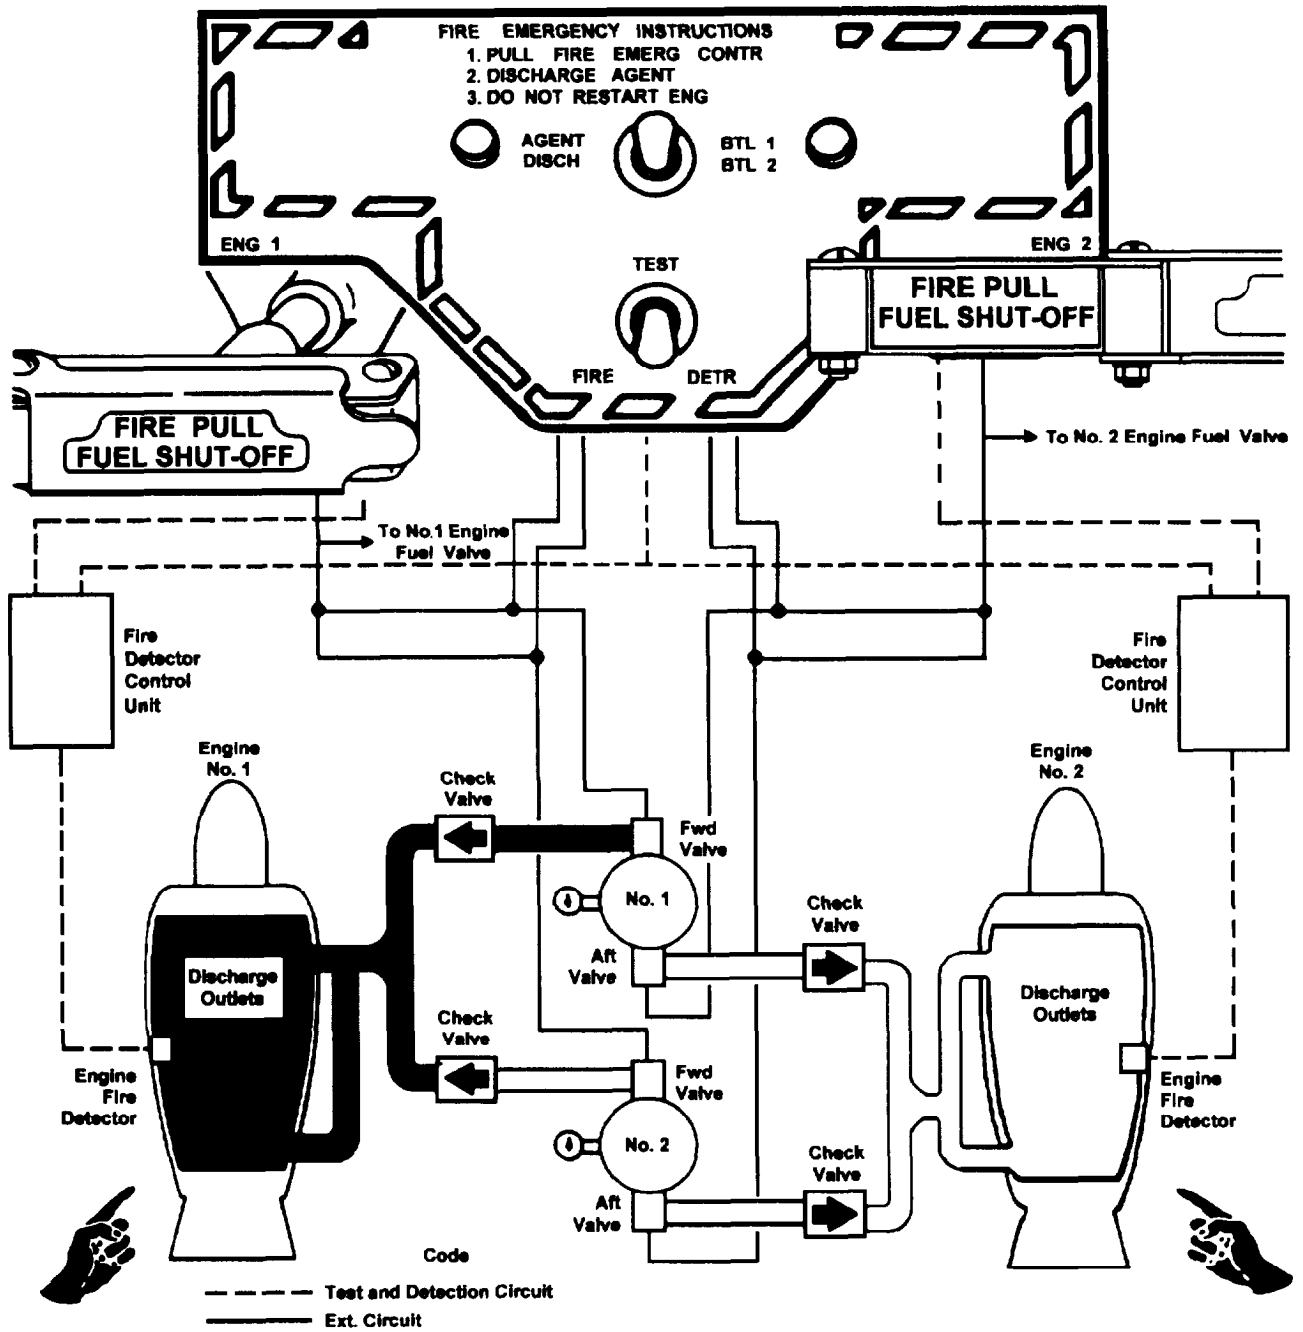 FIRE EMERGENCY INSTRUCTIONS
1. PULL FIRE EMERG CONTR
2. DISCHARGE AGENT
3. DO NOT RESTART ENG
AGENT
DISCH
BTL 1
BTL 2
ENG 1
ENG 2
TEST
FIRE PULL
FUEL SHUT-OFF
FIRE
DETR
FIRE PULL
FUEL SHUT-OFF
To No. 2 Engine Fuel Valve
To No.1 Engine
Fuel Valve
Fire
Detector
Control
Unit
Fire
Detector
Control
Unit
Engine
No. 1
Engine
No. 2
Check
Valve
Fwd
Valve
No. 1
Check
Valve
Aft
Valve
Discharge
Outlets
Discharge
Outlets
Check
Valve
Fwd
Valve
Engine
Fire
Detector
Engine
Fire
Detector
No. 2
Check
Valve
Aft
Valve
Code
Test and Detection Circuit
Ext. Circuit